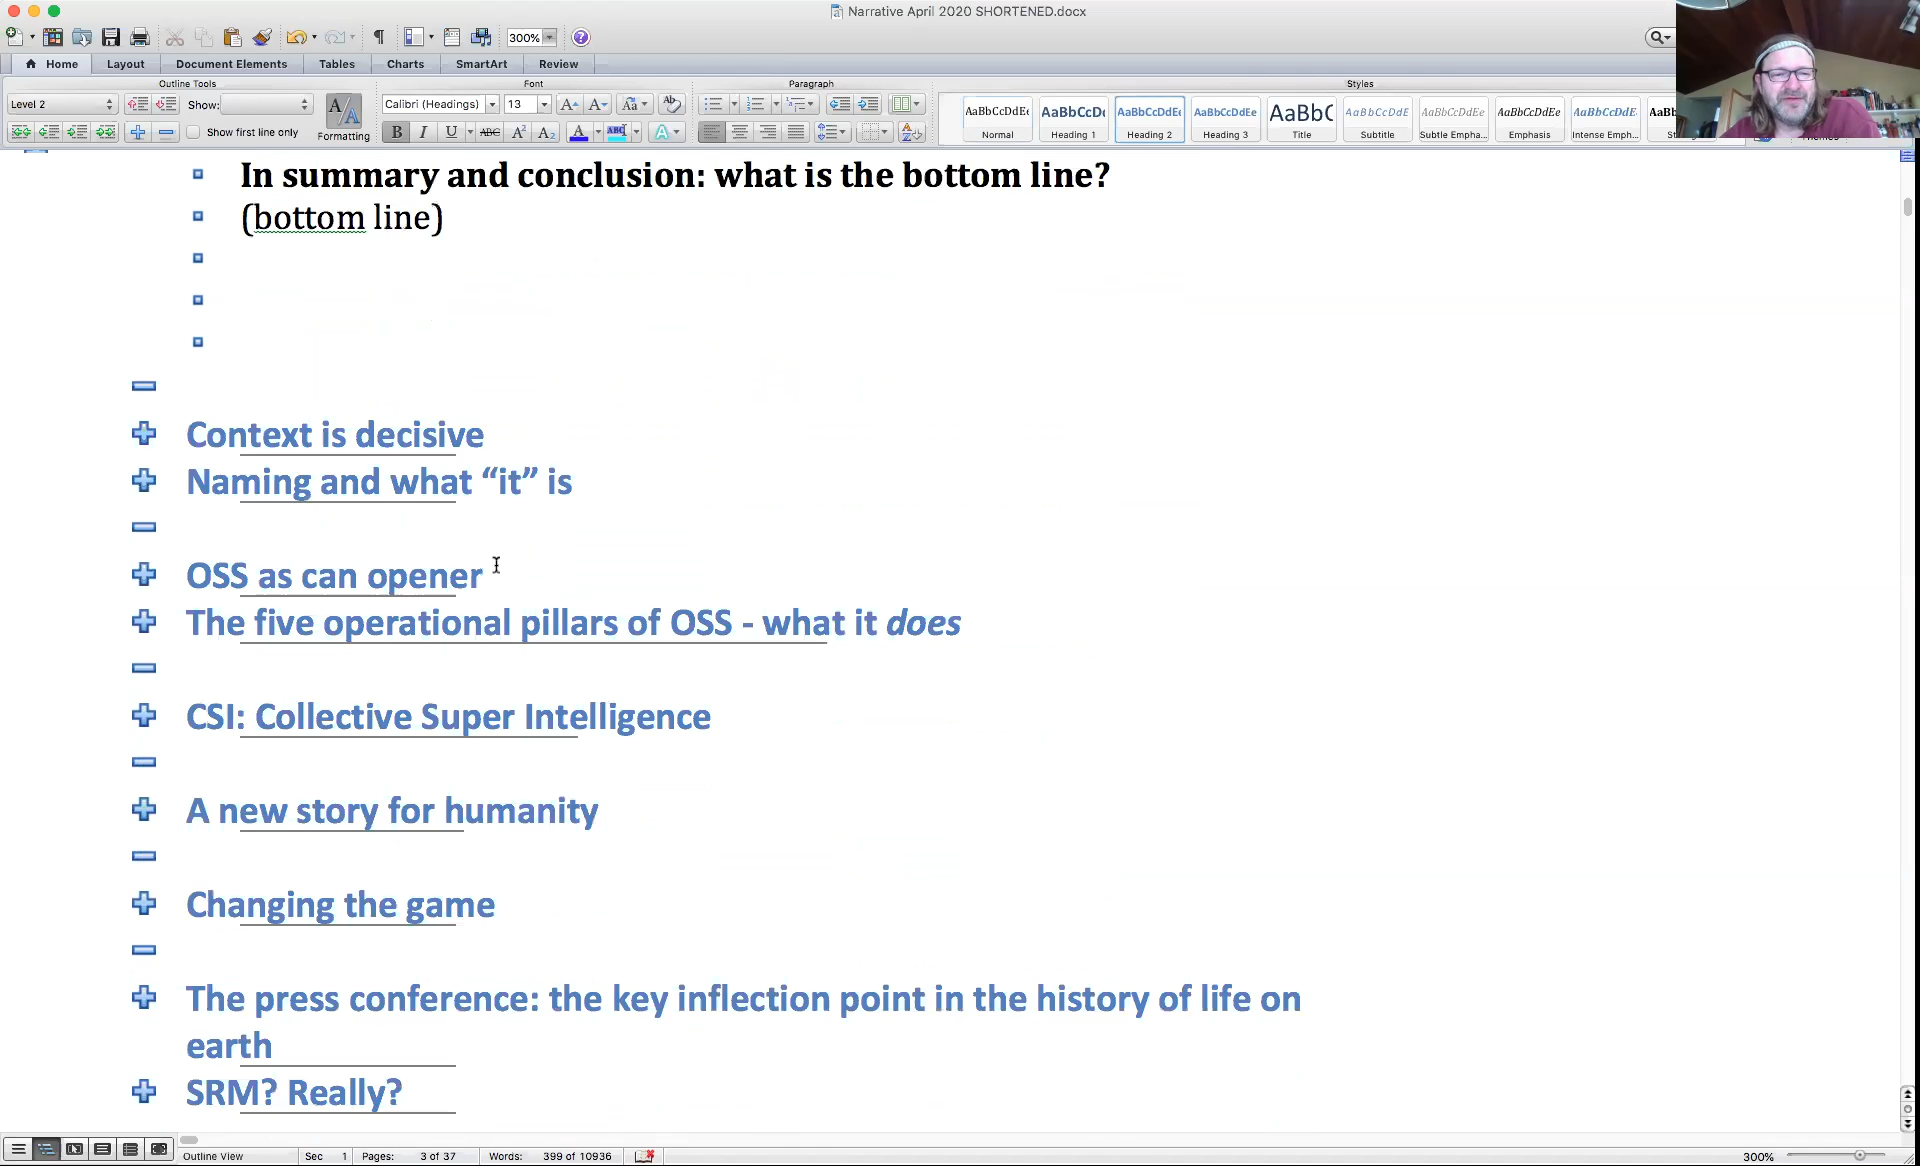 Narrative April 2020 SHORTENED.docx
300%
Home Layout Document Elements Tables Charts SmartArt Review
Outline Tools Font Paragraph Styles
Level 2 Show: Calibri (Headings) 13
Show first line only Formatting
AaBbCcDdEe AaBbCcDc AaBbCcDdEe AaBbCcDdEe AaBbC AaBbCcDdEe AaBbCcDdEe AaBbCcDdEe AaBbCcDdEe
Normal Heading 1 Heading 2 Heading 3 Title Subtitle Subtle Empha... Emphasis Intense Emph...
In summary and conclusion: what is the bottom line?
(bottom line)
Context is decisive
Naming and what “it” is
OSS as can opener
The five operational pillars of OSS - what it does
CSI: Collective Super Intelligence
A new story for humanity
Changing the game
The press conference: the key inflection point in the history of life on
earth
SRM? Really?
Outline View Sec 1 Pages: 3 of 37 Words: 399 of 10936 300%